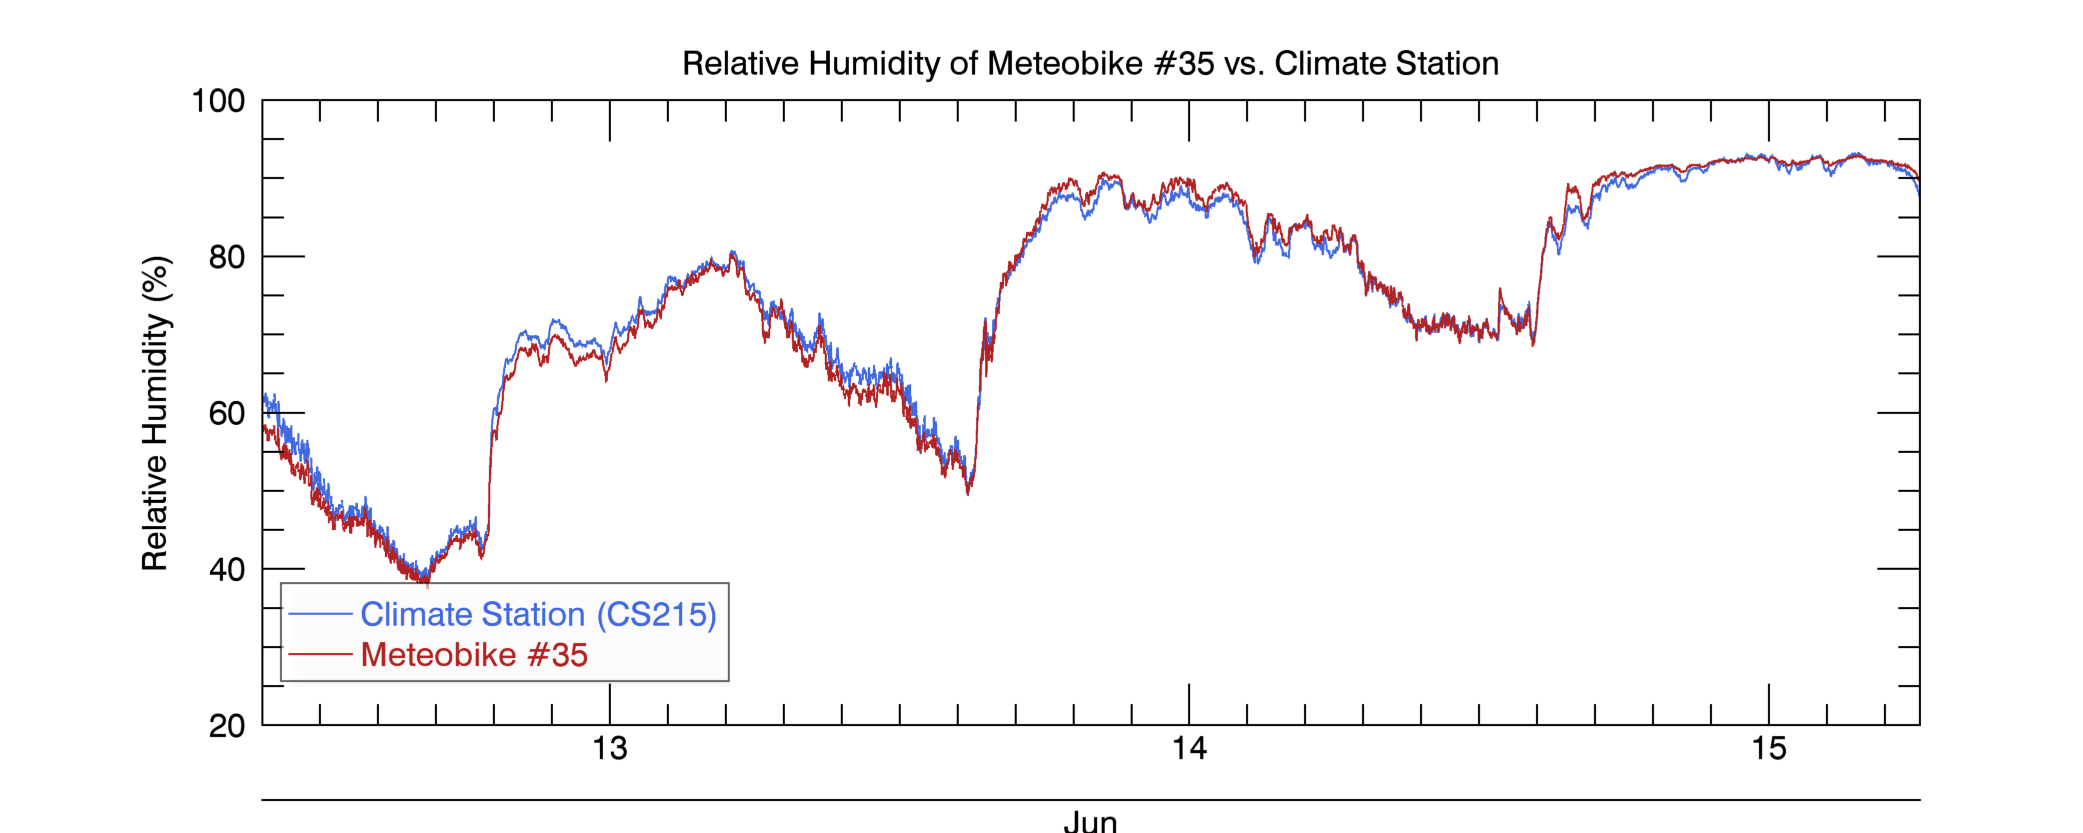 Relative Humidity of Meteobike #35 vs. Climate Station
100
80
60
40
20
Relative Humidity (%)
Climate Station (CS215)
Meteobike #35
13 14 15
Jun